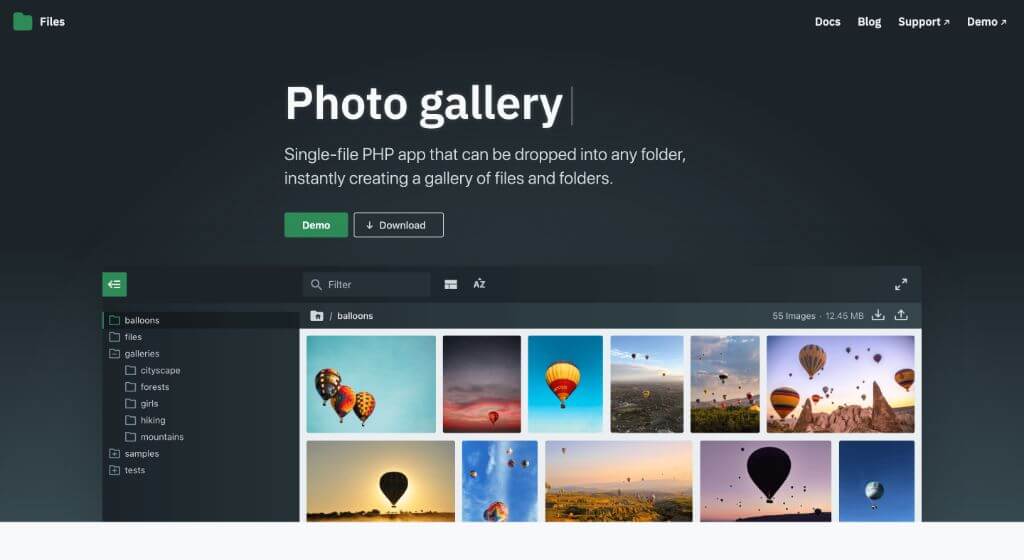 Files
Docs Blog Support ↗ Demo ↗
Photo gallery
Single-file PHP app that can be dropped into any folder,
instantly creating a gallery of files and folders.
Demo
↓ Download
Filter
AZ
/ balloons
55 Images · 12.45 MB
balloons
files
galleries
cityscape
forests
girls
hiking
mountains
samples
tests